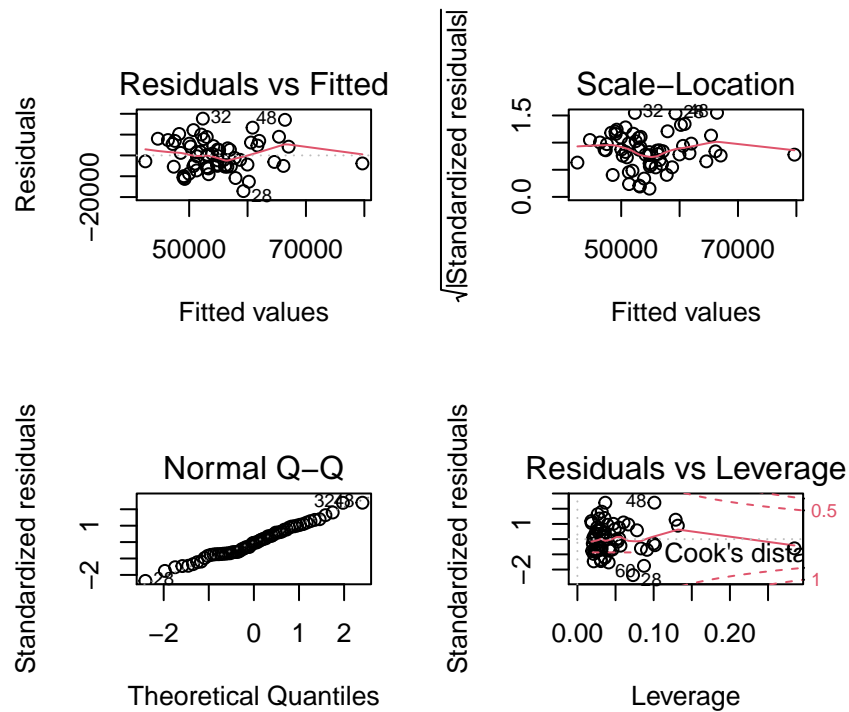 Residuals vs Fitted
Residuals
-20000
32
48
28
50000 70000
Fitted values
Scale−Location
√|Standardized residuals|
0.0 1.5
32
48
50000 70000
Fitted values
Normal Q−Q
Standardized residuals
-2 1
28
−2 0 1 2
Theoretical Quantiles
Residuals vs Leverage
Standardized residuals
-2 1
48
60
28
Cook's dista
0.5
1
0.00 0.10 0.20
Leverage